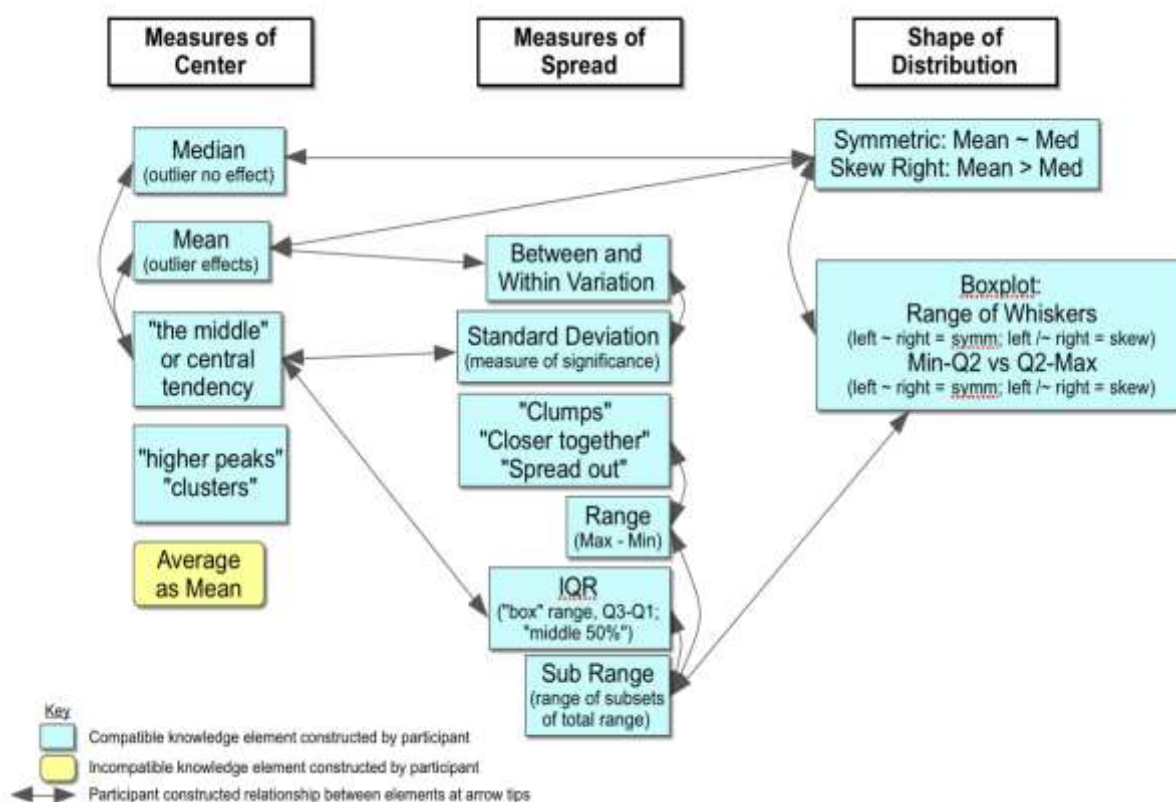 Measures of
Center
Measures of
Spread
Shape of
Distribution
Median
(outlier no effect)
Mean
(outlier effects)
"the middle"
or central
tendency
"higher peaks"
"clusters"
Average
as Mean
Between and
Within Variation
Standard Deviation
(measure of significance)
"Clumps"
"Closer together"
"Spread out"
Range
(Max - Min)
IQR
("box" range, Q3-Q1;
"middle 50%")
Sub Range
(range of subsets
of total range)
Symmetric: Mean ~ Med
Skew Right: Mean > Med
Boxplot:
Range of Whiskers
(left ~ right = symm; left /~ right = skew)
Min-Q2 vs Q2-Max
(left ~ right = symm; left /~ right = skew)
Key
Compatible knowledge element constructed by participant
Incompatible knowledge element constructed by participant
Participant constructed relationship between elements at arrow tips